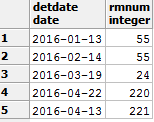 detdate rmnum
date integer
1 2016-01-13 55
2 2016-02-14 55
3 2016-03-19 24
4 2016-04-22 220
5 2016-04-13 221